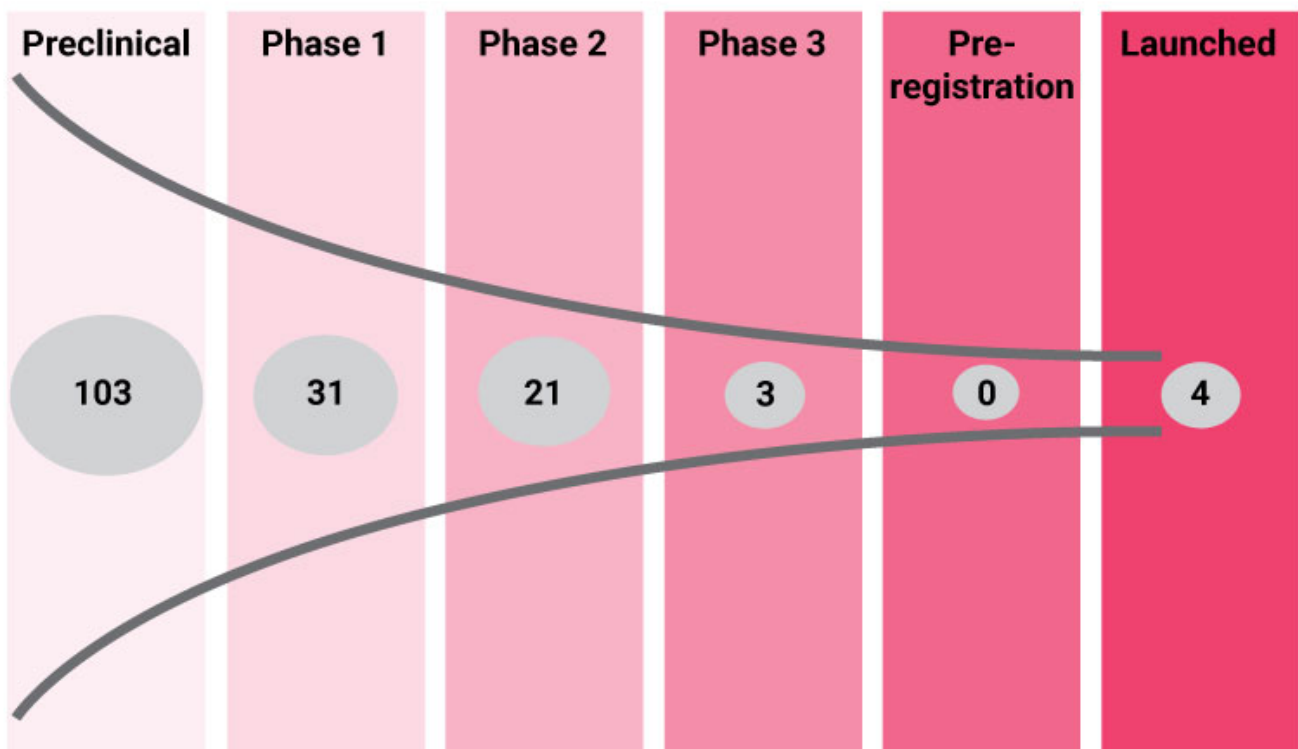 Preclinical
Phase 1
Phase 2
Phase 3
Pre-
registration
Launched
103
31
21
3
0
4